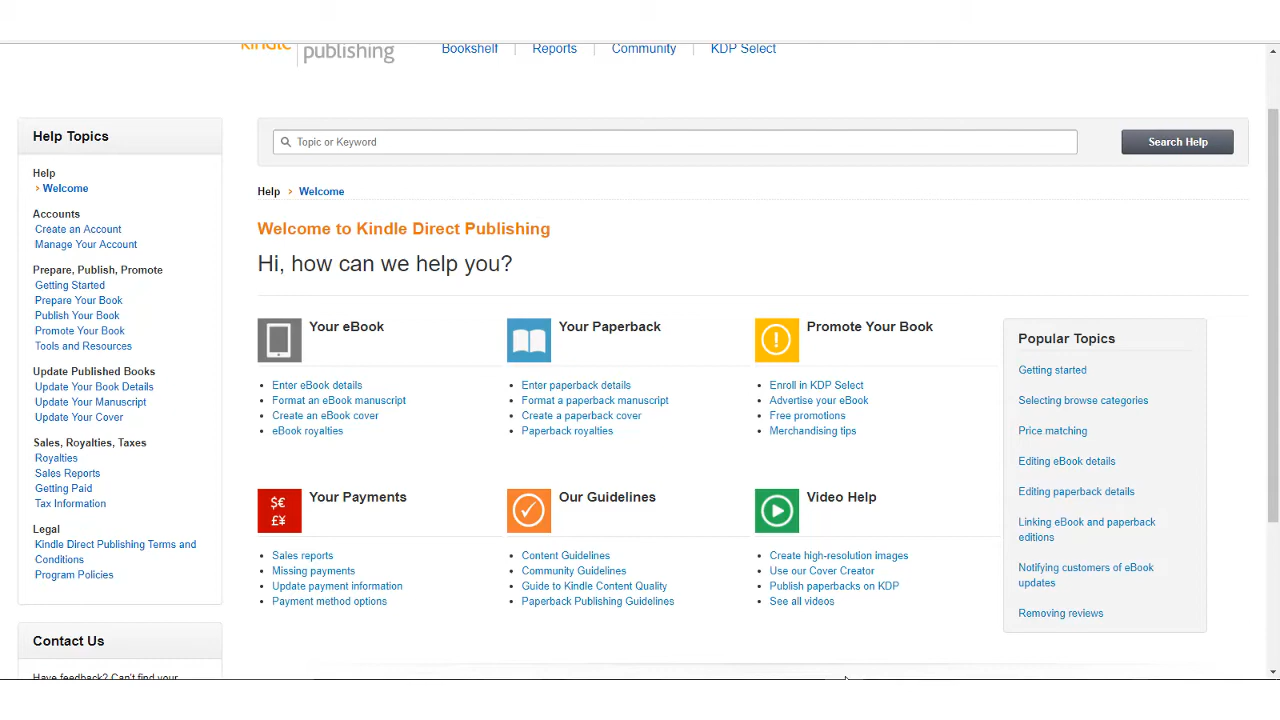 kindle publishing
Bookshelf
Reports
Community
KDP Select
Help Topics
Help
› Welcome
Accounts
Create an Account
Manage Your Account
Prepare, Publish, Promote
Getting Started
Prepare Your Book
Publish Your Book
Promote Your Book
Tools and Resources
Update Published Books
Update Your Book Details
Update Your Manuscript
Update Your Cover
Sales, Royalties, Taxes
Royalties
Sales Reports
Getting Paid
Tax Information
Legal
Kindle Direct Publishing Terms and
Conditions
Program Policies
Contact Us
Have feedback? Can't find your
Topic or Keyword
Search Help
Help › Welcome
Welcome to Kindle Direct Publishing
Hi, how can we help you?
Your eBook
• Enter eBook details
• Format an eBook manuscript
• Create an eBook cover
• eBook royalties
Your Paperback
• Enter paperback details
• Format a paperback manuscript
• Create a paperback cover
• Paperback royalties
Promote Your Book
• Enroll in KDP Select
• Advertise your eBook
• Free promotions
• Merchandising tips
$€
£¥
Your Payments
• Sales reports
• Missing payments
• Update payment information
• Payment method options
Our Guidelines
• Content Guidelines
• Community Guidelines
• Guide to Kindle Content Quality
• Paperback Publishing Guidelines
Video Help
• Create high-resolution images
• Use our Cover Creator
• Publish paperbacks on KDP
• See all videos
Popular Topics
Getting started
Selecting browse categories
Price matching
Editing eBook details
Editing paperback details
Linking eBook and paperback
editions
Notifying customers of eBook
updates
Removing reviews